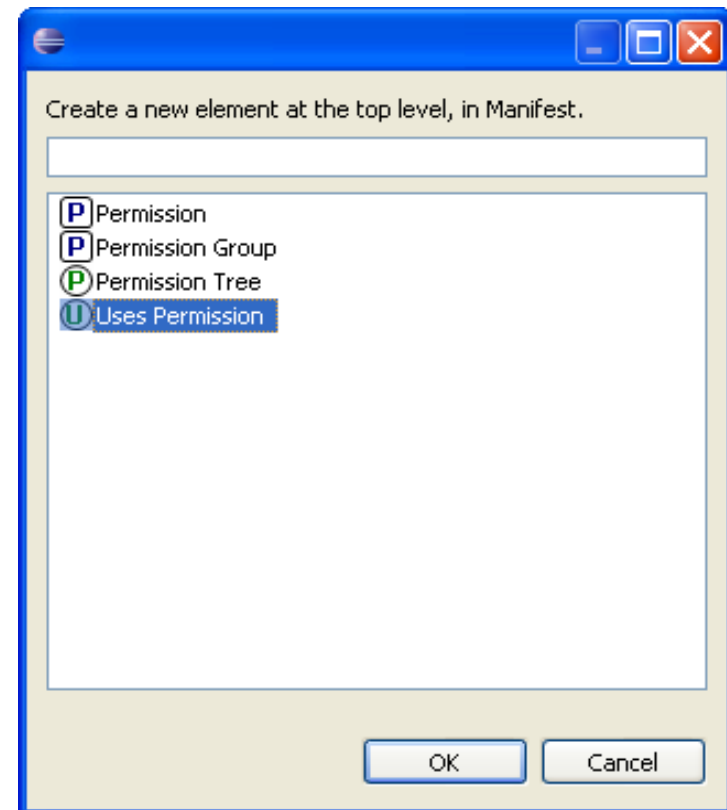 Create a new element at the top level, in Manifest.
P Permission
P Permission Group
P Permission Tree
U Uses Permission
OK Cancel